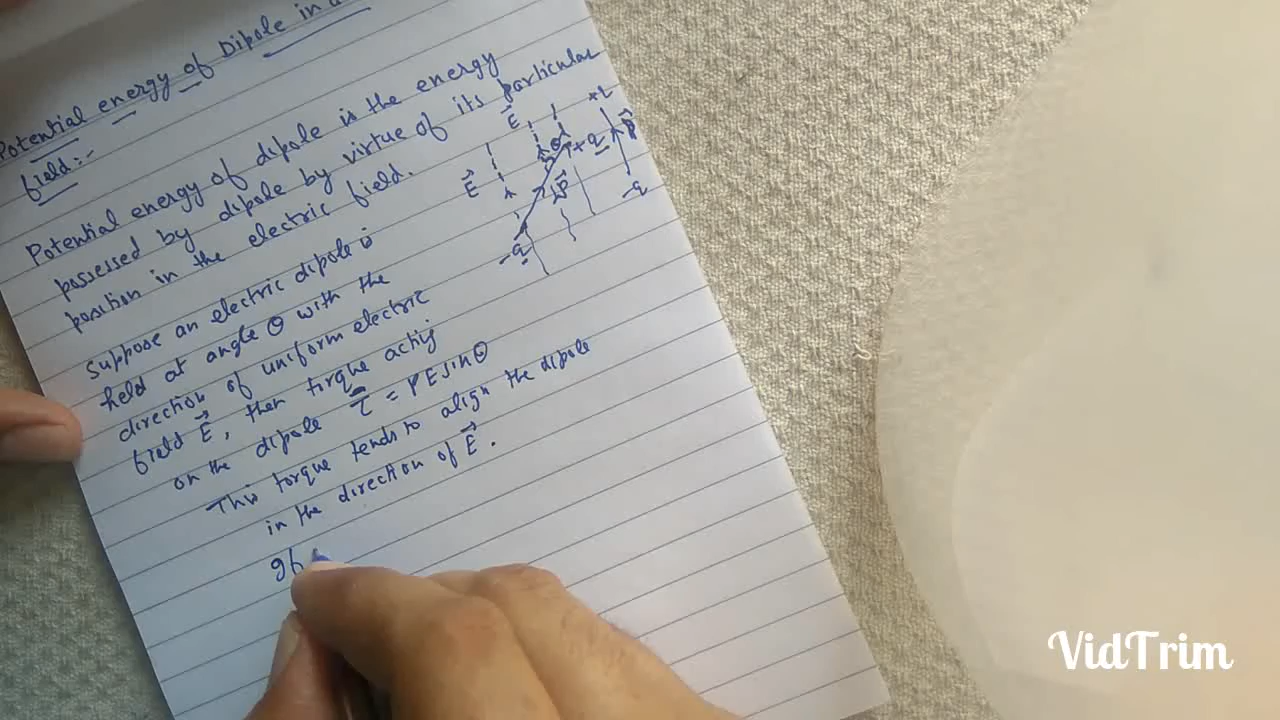 Potential energy of Dipole in a
field:-
Potential energy of dipole is the energy
possessed by dipole by virtue of its particular
position in the electric field.
Suppose an electric dipole is
held at angle θ with the
direction of uniform electric
field E⃗, then torque acting
on the dipole τ = PE sinθ
This torque tends to align the dipole
in the direction of E⃗.
If
E⃗
E⃗
θ
+q
P⃗
-q
+q
P⃗
-q
VidTrim